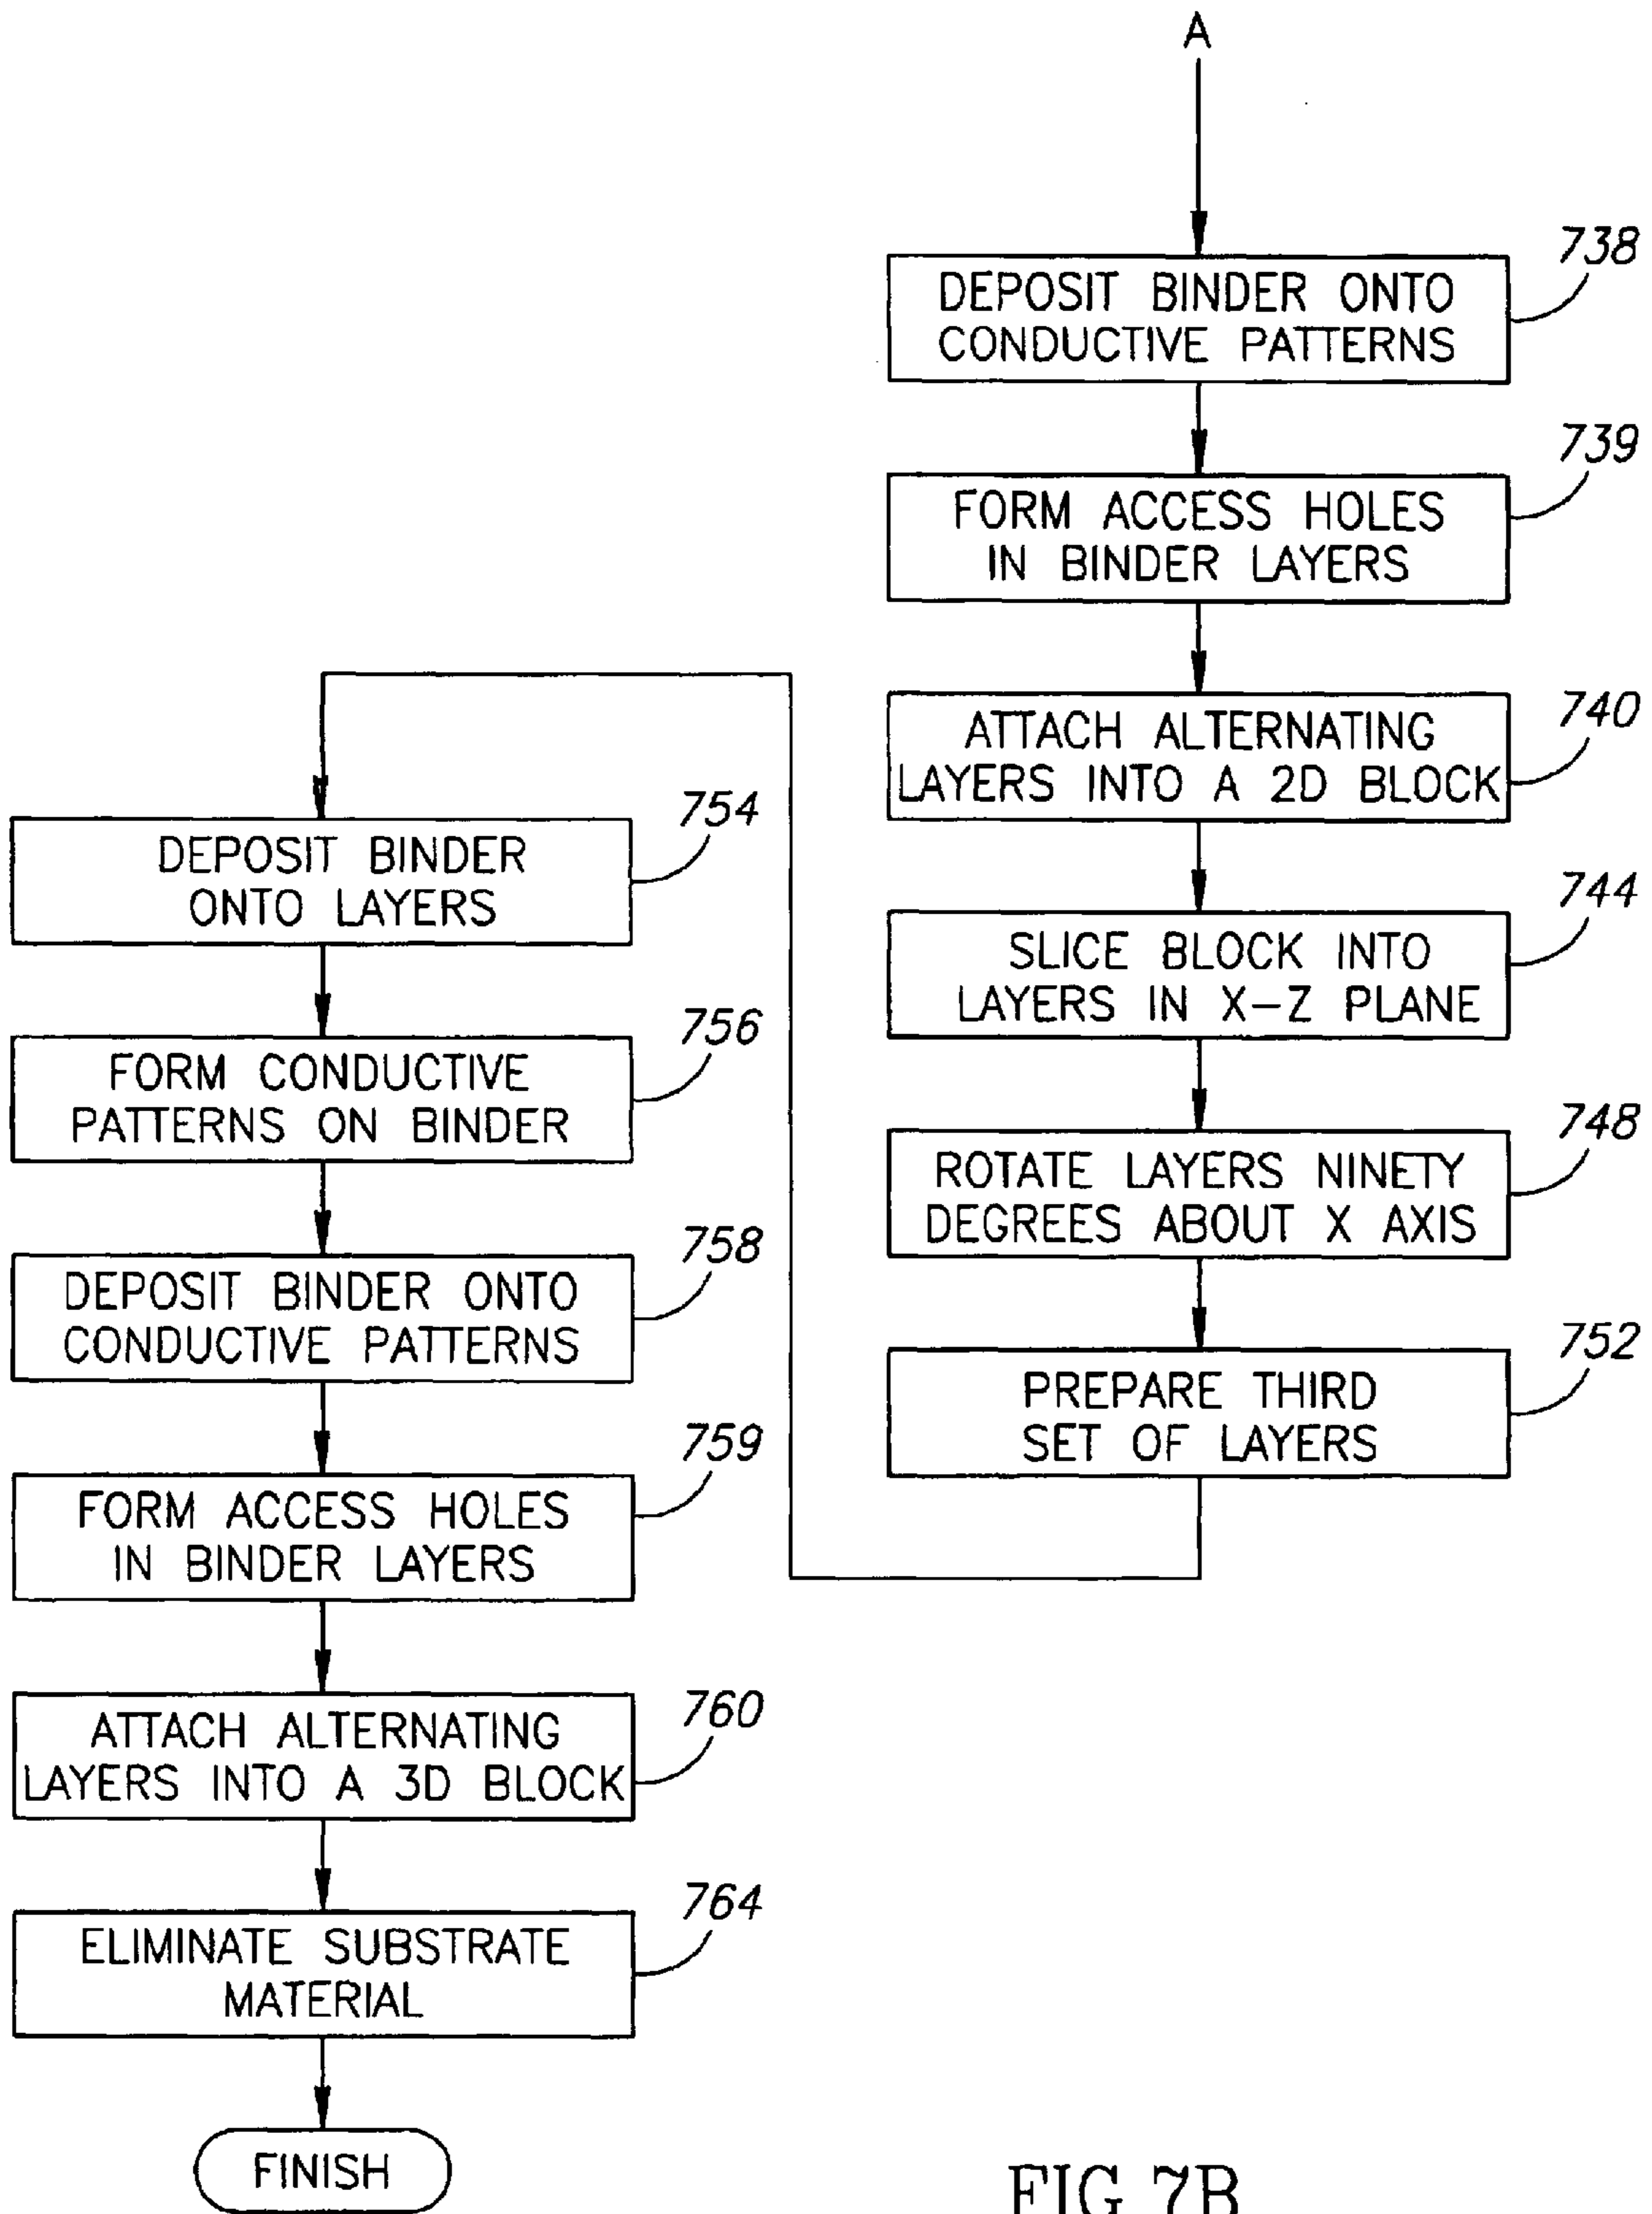 A
738
DEPOSIT BINDER ONTO
CONDUCTIVE PATTERNS
739
FORM ACCESS HOLES
IN BINDER LAYERS
740
ATTACH ALTERNATING
LAYERS INTO A 2D BLOCK
744
SLICE BLOCK INTO
LAYERS IN X-Z PLANE
748
ROTATE LAYERS NINETY
DEGREES ABOUT X AXIS
752
PREPARE THIRD
SET OF LAYERS
754
DEPOSIT BINDER
ONTO LAYERS
756
FORM CONDUCTIVE
PATTERNS ON BINDER
758
DEPOSIT BINDER ONTO
CONDUCTIVE PATTERNS
759
FORM ACCESS HOLES
IN BINDER LAYERS
760
ATTACH ALTERNATING
LAYERS INTO A 3D BLOCK
764
ELIMINATE SUBSTRATE
MATERIAL
FINISH
FIG 7B